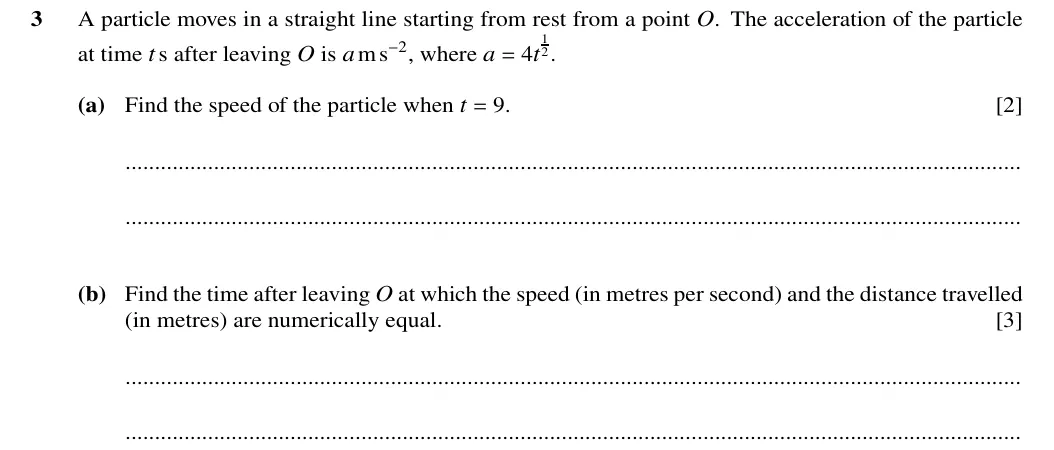 3 A particle moves in a straight line starting from rest from a point O. The acceleration of the particle
at time t s after leaving O is a m s⁻², where a = 4t^½.
(a) Find the speed of the particle when t = 9. [2]
................................................................................
................................................................................
(b) Find the time after leaving O at which the speed (in metres per second) and the distance travelled
(in metres) are numerically equal. [3]
................................................................................
................................................................................